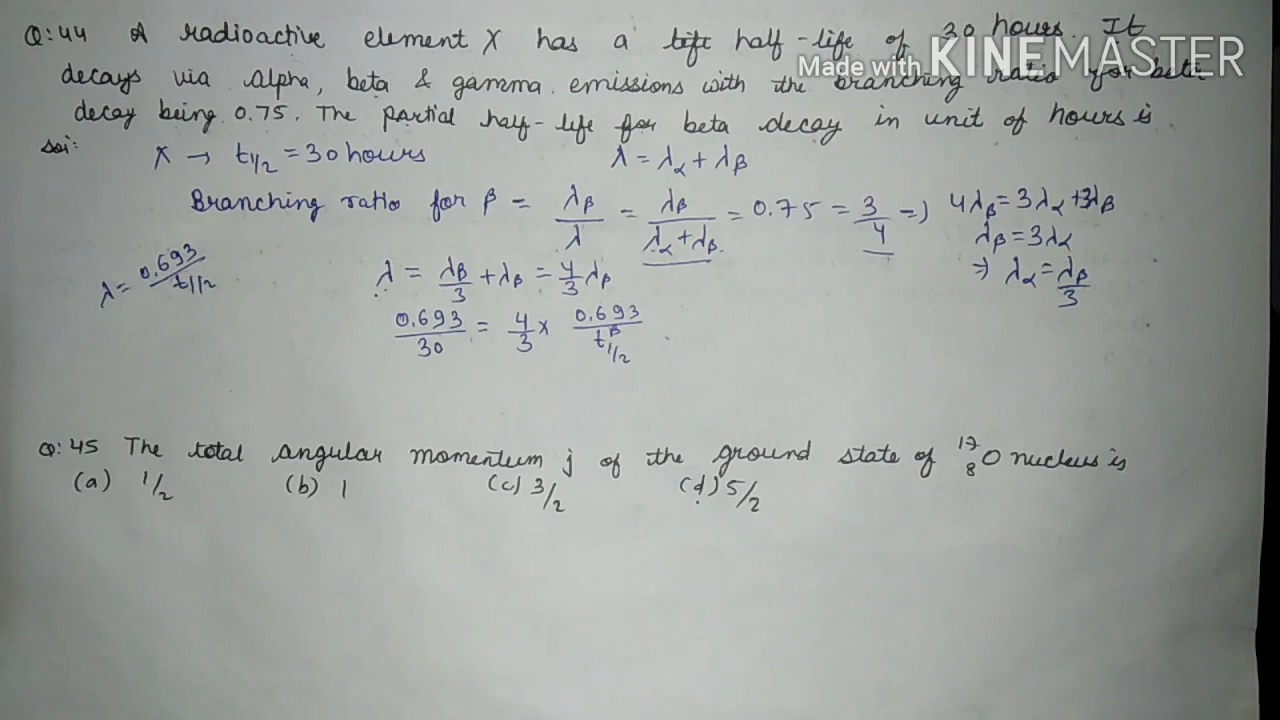 Q:44 A radioactive element X has a half-life of 30 hours. It
Made with KINEMASTER
decays via alpha, beta & gamma emissions with the branching ratio for beta
decay being 0.75. The partial half-life for beta decay in unit of hours is
Sol:
X → t1/2 = 30 hours λ = λα + λβ
Branching ratio for β = λβ/λ = λβ/(λα+λβ) = 0.75 = 3/4 =) 4λβ = 3λα + 3λβ
λβ = 3λα
λ = 0.693/t1/2 λ = λβ/3 + λβ = 4/3 λβ ⇒ λα = λβ/3
0.693/30 = 4/3 × 0.693/tβ1/2
Q:45 The total angular momentum j of the ground state of 17 8 O nucleus is
(a) 1/2 (b) 1 (c) 3/2 (d) 5/2